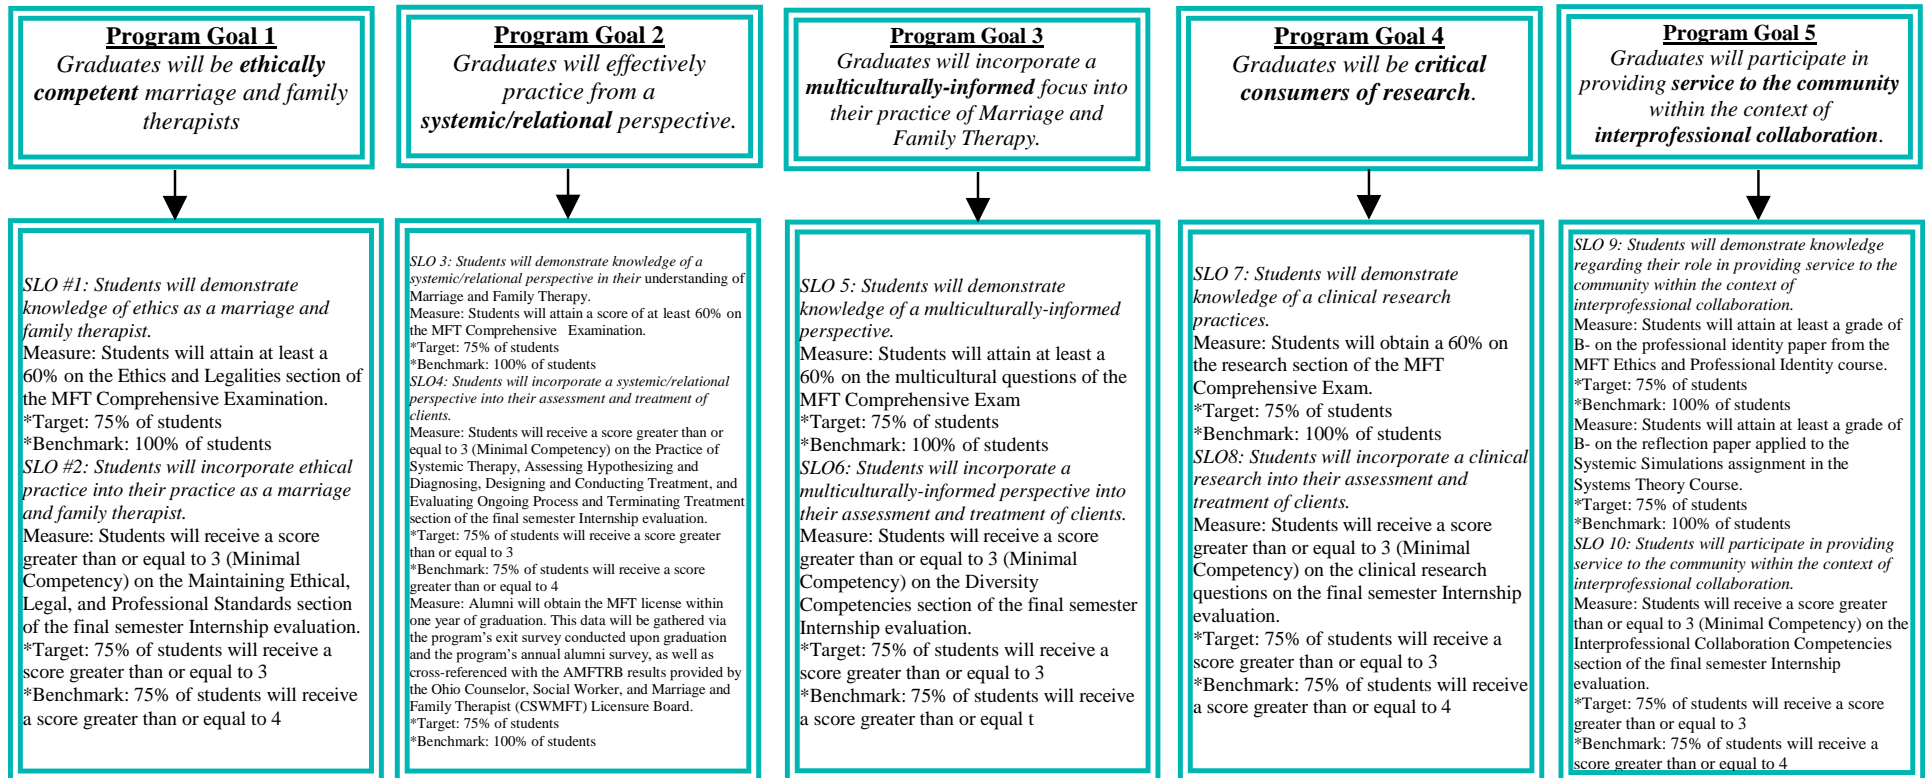 Program Goal 1
Graduates will be ethically
competent marriage and family
therapists
Program Goal 2
Graduates will effectively
practice from a
systemic/relational perspective.
Program Goal 3
Graduates will incorporate a
multiculturally-informed focus into
their practice of Marriage and
Family Therapy.
Program Goal 4
Graduates will be critical
consumers of research.
Program Goal 5
Graduates will participate in
providing service to the community
within the context of
interprofessional collaboration.
SLO #1: Students will demonstrate
knowledge of ethics as a marriage and
family therapist.
Measure: Students will attain at least a
60% on the Ethics and Legalities section of
the MFT Comprehensive Examination.
*Target: 75% of students
*Benchmark: 100% of students
SLO #2: Students will incorporate ethical
practice into their practice as a marriage
and family therapist.
Measure: Students will receive a score
greater than or equal to 3 (Minimal
Competency) on the Maintaining Ethical,
Legal, and Professional Standards section
of the final semester Internship evaluation.
*Target: 75% of students will receive a
score greater than or equal to 3
*Benchmark: 75% of students will receive
a score greater than or equal to 4
SLO 3: Students will demonstrate knowledge of a
systemic/relational perspective in their understanding of
Marriage and Family Therapy.
Measure: Students will attain a score of at least 60% on
the MFT Comprehensive Examination.
*Target: 75% of students
*Benchmark: 100% of students
SLO4: Students will incorporate a systemic/relational
perspective into their assessment and treatment of
clients.
Measure: Students will receive a score greater than or
equal to 3 (Minimal Competency) on the Practice of
Systemic Therapy, Assessing Hypothesizing and
Diagnosing, Designing and Conducting Treatment, and
Evaluating Ongoing Process and Terminating Treatment
section of the final semester Internship evaluation.
*Target: 75% of students will receive a score greater
than or equal to 3
*Benchmark: 75% of students will receive a score
greater than or equal to 4
Measure: Alumni will obtain the MFT license within
one year of graduation. This data will be gathered via
the program's exit survey conducted upon graduation
and the program's annual alumni survey, as well as
cross-referenced with the AMFTRB results provided by
the Ohio Counselor, Social Worker, and Marriage and
Family Therapist (CSWMFT) Licensure Board.
*Target: 75% of students
*Benchmark: 100% of students
SLO 5: Students will demonstrate
knowledge of a multiculturally-informed
perspective.
Measure: Students will attain at least a
60% on the multicultural questions of the
MFT Comprehensive Exam
*Target: 75% of students
*Benchmark: 100% of students
SLO6: Students will incorporate a
multiculturally-informed perspective into
their assessment and treatment of clients.
Measure: Students will receive a score
greater than or equal to 3 (Minimal
Competency) on the Diversity
Competencies section of the final semester
Internship evaluation.
*Target: 75% of students will receive a
score greater than or equal to 3
*Benchmark: 75% of students will receive
a score greater than or equal t
SLO 7: Students will demonstrate
knowledge of a clinical research
practices.
Measure: Students will obtain a 60% on
the research section of the MFT
Comprehensive Exam.
*Target: 75% of students
*Benchmark: 100% of students
SLO8: Students will incorporate a clinical
research into their assessment and
treatment of clients.
Measure: Students will receive a score
greater than or equal to 3 (Minimal
Competency) on the clinical research
questions on the final semester Internship
evaluation.
*Target: 75% of students will receive a
score greater than or equal to 3
*Benchmark: 75% of students will receive
a score greater than or equal to 4
SLO 9: Students will demonstrate knowledge
regarding their role in providing service to the
community within the context of
interprofessional collaboration.
Measure: Students will attain at least a grade of
B- on the professional identity paper from the
MFT Ethics and Professional Identity course.
*Target: 75% of students
*Benchmark: 100% of students
Measure: Students will attain at least a grade of
B- on the reflection paper applied to the
Systemic Simulations assignment in the
Systems Theory Course.
*Target: 75% of students
*Benchmark: 100% of students
SLO 10: Students will participate in providing
service to the community within the context of
interprofessional collaboration.
Measure: Students will receive a score greater
than or equal to 3 (Minimal Competency) on the
Interprofessional Collaboration Competencies
section of the final semester Internship
evaluation.
*Target: 75% of students will receive a score
greater than or equal to 3
*Benchmark: 75% of students will receive a
score greater than or equal to 4